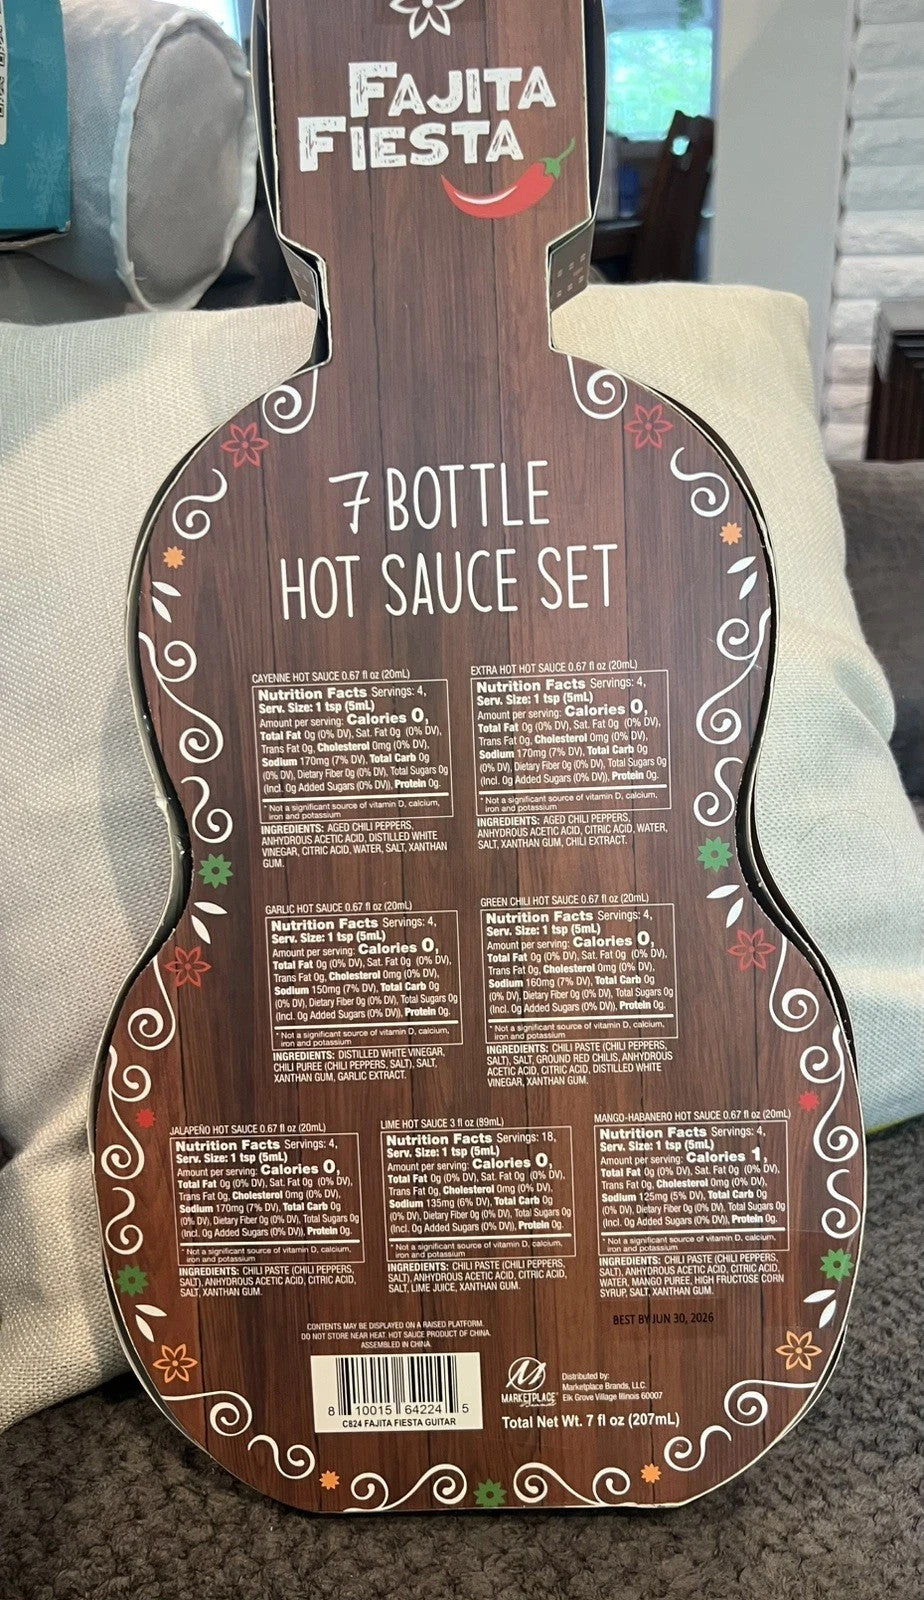 FAJITA
FIESTA
7 BOTTLE
HOT SAUCE SET
CAYENNE HOT SAUCE 0.67 fl oz (20mL)
Nutrition Facts Servings: 4,
Serv. Size: 1 tsp (5mL)
Amount per serving: Calories 0,
Total Fat 0g (0% DV), Sat. Fat 0g (0% DV),
Trans Fat 0g, Cholesterol 0mg (0% DV),
Sodium 170mg (7% DV), Total Carb 0g
(0% DV), Dietary Fiber 0g (0% DV), Total Sugars 0g
(Incl. 0g Added Sugars (0% DV)), Protein 0g.
* Not a significant source of vitamin D, calcium,
iron and potassium
INGREDIENTS: AGED CHILI PEPPERS,
ANHYDROUS ACETIC ACID, DISTILLED WHITE
VINEGAR, CITRIC ACID, WATER, SALT, XANTHAN
GUM.
EXTRA HOT HOT SAUCE 0.67 fl oz (20mL)
Nutrition Facts Servings: 4,
Serv. Size: 1 tsp (5mL)
Amount per serving: Calories 0,
Total Fat 0g (0% DV), Sat. Fat 0g (0% DV),
Trans Fat 0g, Cholesterol 0mg (0% DV),
Sodium 170mg (7% DV), Total Carb 0g
(0% DV), Dietary Fiber 0g (0% DV), Total Sugars 0g
(Incl. 0g Added Sugars (0% DV)), Protein 0g.
* Not a significant source of vitamin D, calcium,
iron and potassium
INGREDIENTS: AGED CHILI PEPPERS,
ANHYDROUS ACETIC ACID, CITRIC ACID, WATER,
SALT, XANTHAN GUM, CHILI EXTRACT.
GARLIC HOT SAUCE 0.67 fl oz (20mL)
Nutrition Facts Servings: 4,
Serv. Size: 1 tsp (5mL)
Amount per serving: Calories 0,
Total Fat 0g (0% DV), Sat. Fat 0g (0% DV),
Trans Fat 0g, Cholesterol 0mg (0% DV),
Sodium 150mg (7% DV), Total Carb 0g
(0% DV), Dietary Fiber 0g (0% DV), Total Sugars 0g
(Incl. 0g Added Sugars (0% DV)), Protein 0g.
* Not a significant source of vitamin D, calcium,
iron and potassium
INGREDIENTS: DISTILLED WHITE VINEGAR,
CHILI PUREE (CHILI PEPPERS, SALT), SALT,
XANTHAN GUM, GARLIC EXTRACT.
GREEN CHILI HOT SAUCE 0.67 fl oz (20mL)
Nutrition Facts Servings: 4,
Serv. Size: 1 tsp (5mL)
Amount per serving: Calories 0,
Total Fat 0g (0% DV), Sat. Fat 0g (0% DV),
Trans Fat 0g, Cholesterol 0mg (0% DV),
Sodium 160mg (7% DV), Total Carb 0g
(0% DV), Dietary Fiber 0g (0% DV), Total Sugars 0g
(Incl. 0g Added Sugars (0% DV)), Protein 0g.
* Not a significant source of vitamin D, calcium,
iron and potassium
INGREDIENTS: CHILI PASTE (CHILI PEPPERS,
SALT), SALT, GROUND RED CHILIS, ANHYDROUS
ACETIC ACID, CITRIC ACID, DISTILLED WHITE
VINEGAR, XANTHAN GUM.
JALAPEÑO HOT SAUCE 0.67 fl oz (20mL)
Nutrition Facts Servings: 4,
Serv. Size: 1 tsp (5mL)
Amount per serving: Calories 0,
Total Fat 0g (0% DV), Sat. Fat 0g (0% DV),
Trans Fat 0g, Cholesterol 0mg (0% DV),
Sodium 170mg (7% DV), Total Carb 0g
(0% DV), Dietary Fiber 0g (0% DV), Total Sugars 0g
(Incl. 0g Added Sugars (0% DV)), Protein 0g.
* Not a significant source of vitamin D, calcium,
iron and potassium
INGREDIENTS: CHILI PASTE (CHILI PEPPERS,
SALT), ANHYDROUS ACETIC ACID, CITRIC ACID,
SALT, XANTHAN GUM.
LIME HOT SAUCE 3 fl oz (89mL)
Nutrition Facts Servings: 18,
Serv. Size: 1 tsp (5mL)
Amount per serving: Calories 0,
Total Fat 0g (0% DV), Sat. Fat 0g (0% DV),
Trans Fat 0g, Cholesterol 0mg (0% DV),
Sodium 135mg (6% DV), Total Carb 0g
(0% DV), Dietary Fiber 0g (0% DV), Total Sugars 0g
(Incl. 0g Added Sugars (0% DV)), Protein 0g.
* Not a significant source of vitamin D, calcium,
iron and potassium
INGREDIENTS: CHILI PASTE (CHILI PEPPERS,
SALT), ANHYDROUS ACETIC ACID, CITRIC ACID,
SALT, LIME JUICE, XANTHAN GUM.
MANGO-HABANERO HOT SAUCE 0.67 fl oz (20mL)
Nutrition Facts Servings: 4,
Serv. Size: 1 tsp (5mL)
Amount per serving: Calories 1,
Total Fat 0g (0% DV), Sat. Fat 0g (0% DV),
Trans Fat 0g, Cholesterol 0mg (0% DV),
Sodium 125mg (5% DV), Total Carb 0g
(0% DV), Dietary Fiber 0g (0% DV), Total Sugars 0g
(Incl. 0g Added Sugars (0% DV)), Protein 0g.
* Not a significant source of vitamin D, calcium,
iron and potassium
INGREDIENTS: CHILI PASTE (CHILI PEPPERS,
SALT), ANHYDROUS ACETIC ACID, CITRIC ACID,
WATER, MANGO PUREE, HIGH FRUCTOSE CORN
SYRUP, SALT, XANTHAN GUM.
BEST BY JUN 30, 2026
CONTENTS MAY BE DISPLAYED ON A RAISED PLATFORM.
DO NOT STORE NEAR HEAT. HOT SAUCE PRODUCT OF CHINA.
ASSEMBLED IN CHINA.
8 10015 64224 5
C824 FAJITA FIESTA GUITAR
MARKETPLACE
Distributed by:
Marketplace Brands, LLC.
Elk Grove Village Illinois 60007
Total Net Wt. 7 fl oz (207mL)